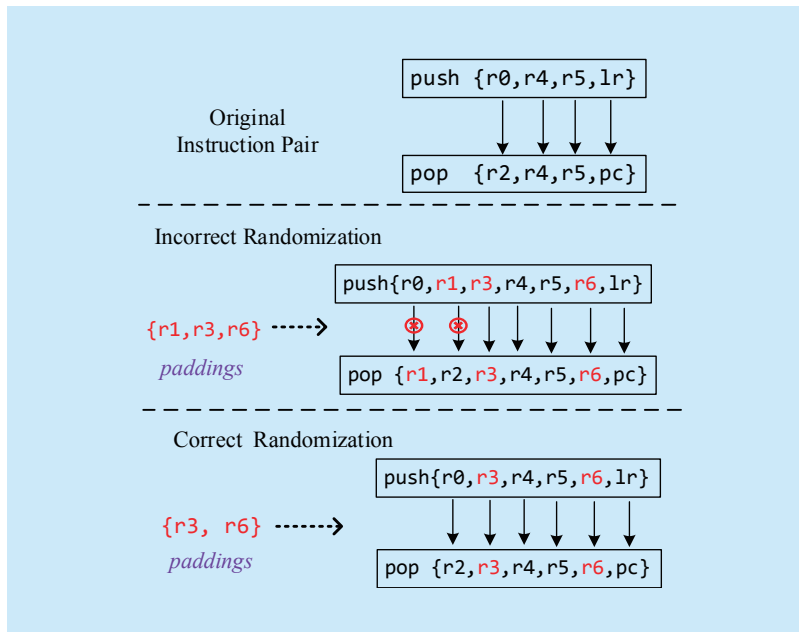 push {r0,r4,r5,lr}
Original
Instruction Pair
pop {r2,r4,r5,pc}
Incorrect Randomization
push{r0,r1,r3,r4,r5,r6,lr}
{r1,r3,r6}
paddings
pop {r1,r2,r3,r4,r5,r6,pc}
Correct Randomization
push{r0,r3,r4,r5,r6,lr}
{r3, r6}
paddings
pop {r2,r3,r4,r5,r6,pc}